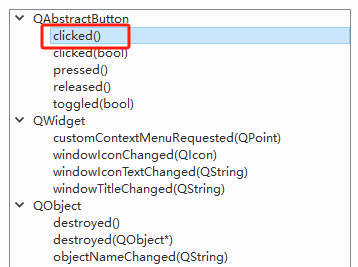 QAbstractButton
clicked()
clicked(bool)
pressed()
released()
toggled(bool)
QWidget
customContextMenuRequested(QPoint)
windowIconChanged(QIcon)
windowIconTextChanged(QString)
windowTitleChanged(QString)
QObject
destroyed()
destroyed(QObject*)
objectNameChanged(QString)